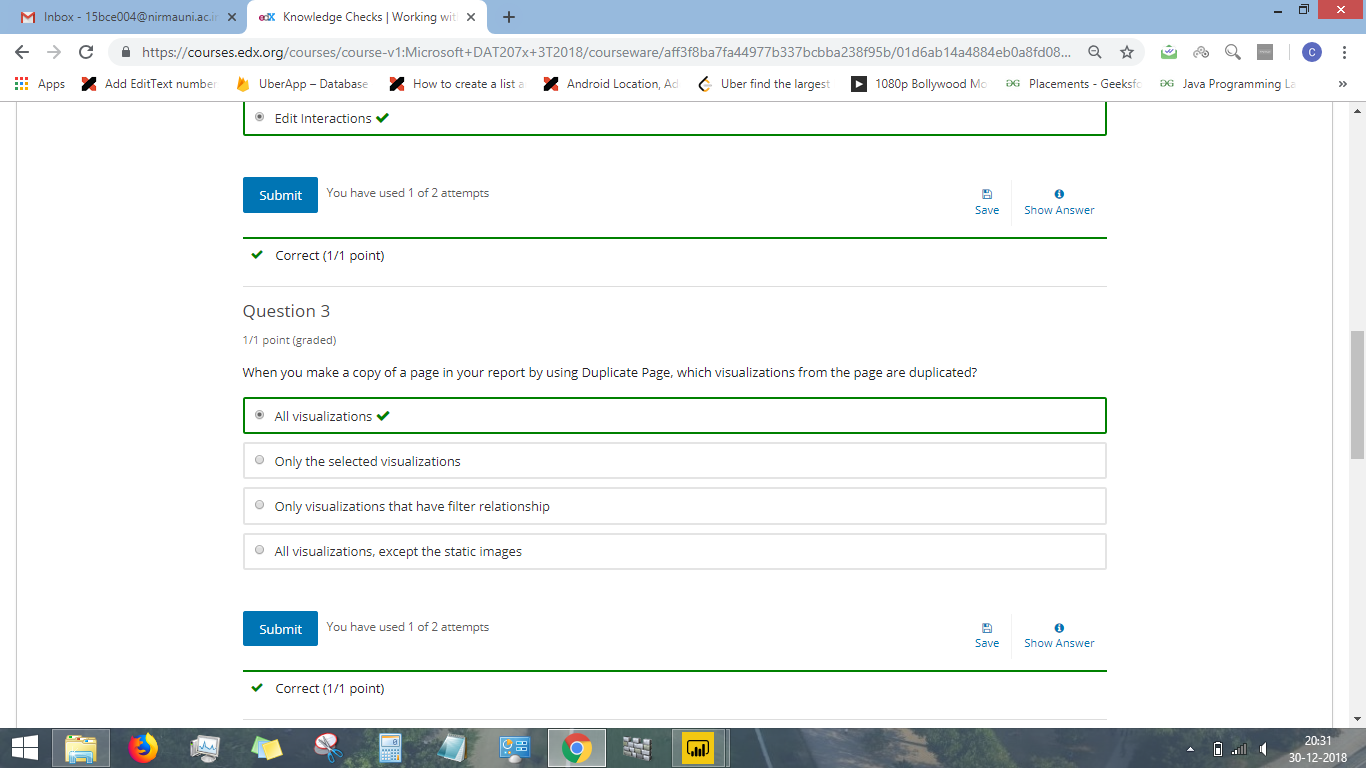 Inbox - 15bce004@nirmauni.ac.i
Knowledge Checks | Working wit
https://courses.edx.org/courses/course-v1:Microsoft+DAT207x+3T2018/courseware/aff3f8ba7fa44977b337bcbba238f95b/01d6ab14a4884eb0a8fd08...
C
Apps
Add EditText number
UberApp – Database
How to create a list a
Android Location, Ad
Uber find the largest
1080p Bollywood Mo
Placements - Geeksfo
Java Programming La
»
Edit Interactions
Submit
You have used 1 of 2 attempts
Save
Show Answer
Correct (1/1 point)
Question 3
1/1 point (graded)
When you make a copy of a page in your report by using Duplicate Page, which visualizations from the page are duplicated?
All visualizations
Only the selected visualizations
Only visualizations that have filter relationship
All visualizations, except the static images
Submit
You have used 1 of 2 attempts
Save
Show Answer
Correct (1/1 point)
20:31
30-12-2018